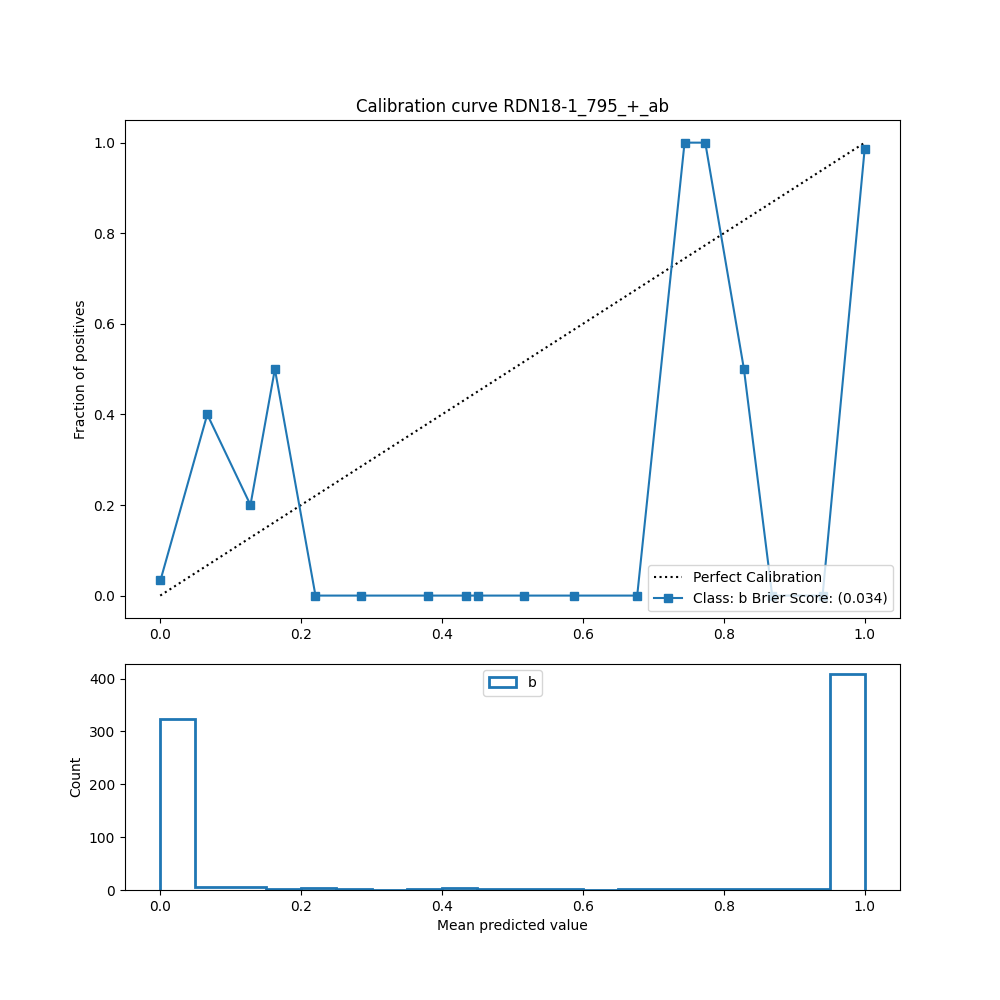 Calibration curve RDN18-1_795_+_ab
1.0
0.8
0.6
0.4
0.2
0.0
Fraction of positives
Perfect Calibration
Class: b Brier Score: (0.034)
0.0 0.2 0.4 0.6 0.8 1.0
b
400
300
200
100
0
Count
0.0 0.2 0.4 0.6 0.8 1.0
Mean predicted value